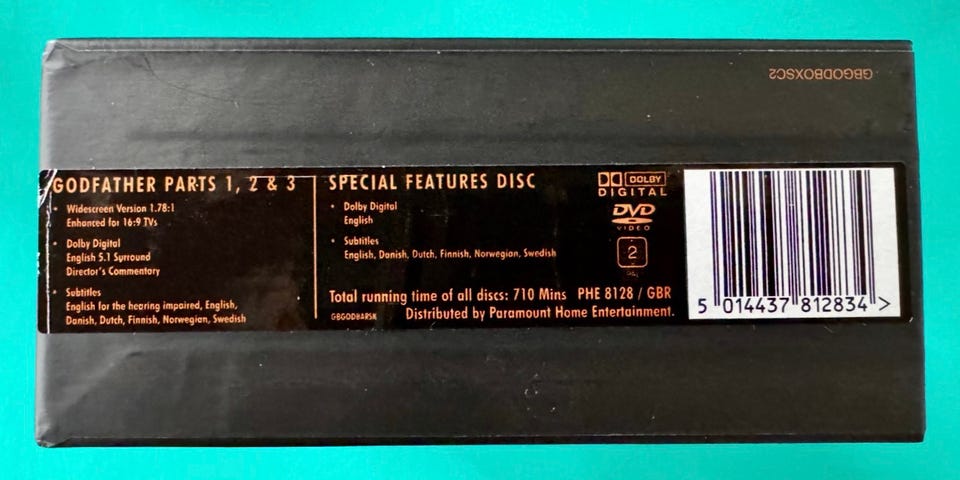 GBGODBOXSC2
GODFATHER PARTS 1, 2 & 3
• Widescreen Version 1.78:1
Enhanced for 16:9 TVs
• Dolby Digital
English 5.1 Surround
Director's Commentary
• Subtitles
English for the hearing impaired, English,
Danish, Dutch, Finnish, Norwegian, Swedish
SPECIAL FEATURES DISC
• Dolby Digital
English
• Subtitles
English, Danish, Dutch, Finnish, Norwegian, Swedish
DOLBY
DIGITAL
DVD
VIDEO
2
Total running time of all discs: 710 Mins PHE 8128 / GBR
GBGODBARSK Distributed by Paramount Home Entertainment.
5 014437 812834 >